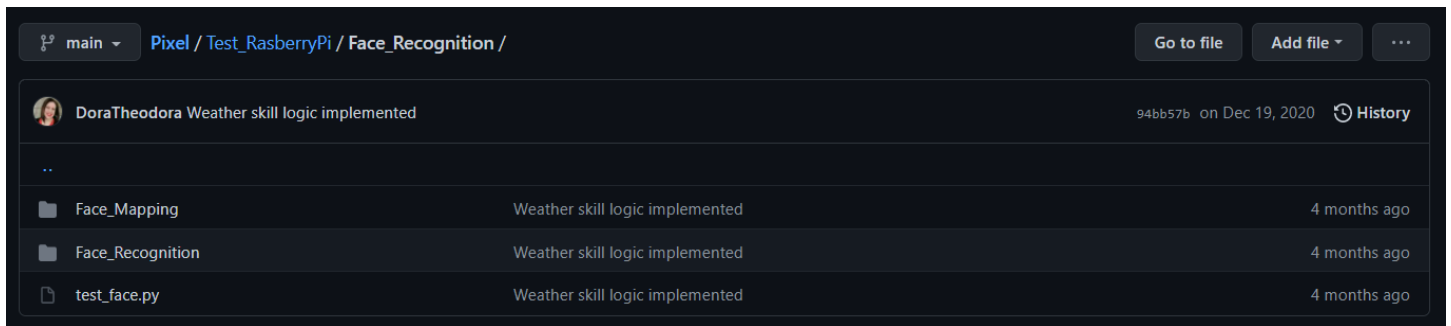 main Pixel / Test_RasberryPi / Face_Recognition / Go to file Add file ...
DoraTheodora Weather skill logic implemented 94bb57b on Dec 19, 2020 History
..
Face_Mapping Weather skill logic implemented 4 months ago
Face_Recognition Weather skill logic implemented 4 months ago
test_face.py Weather skill logic implemented 4 months ago